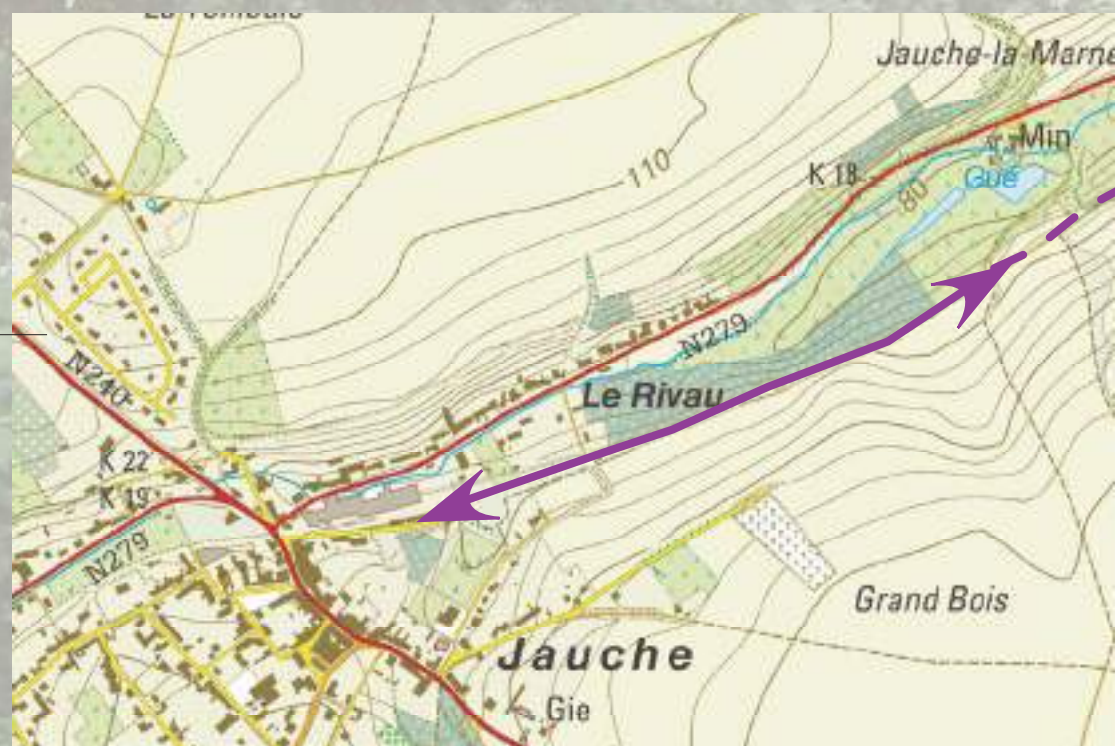 Jauche-la-Marne
Min
Gué
K 18
80
110
N279
Le Rivau
N240
K 22
K 19
N279
Grand Bois
Jauche
Gie